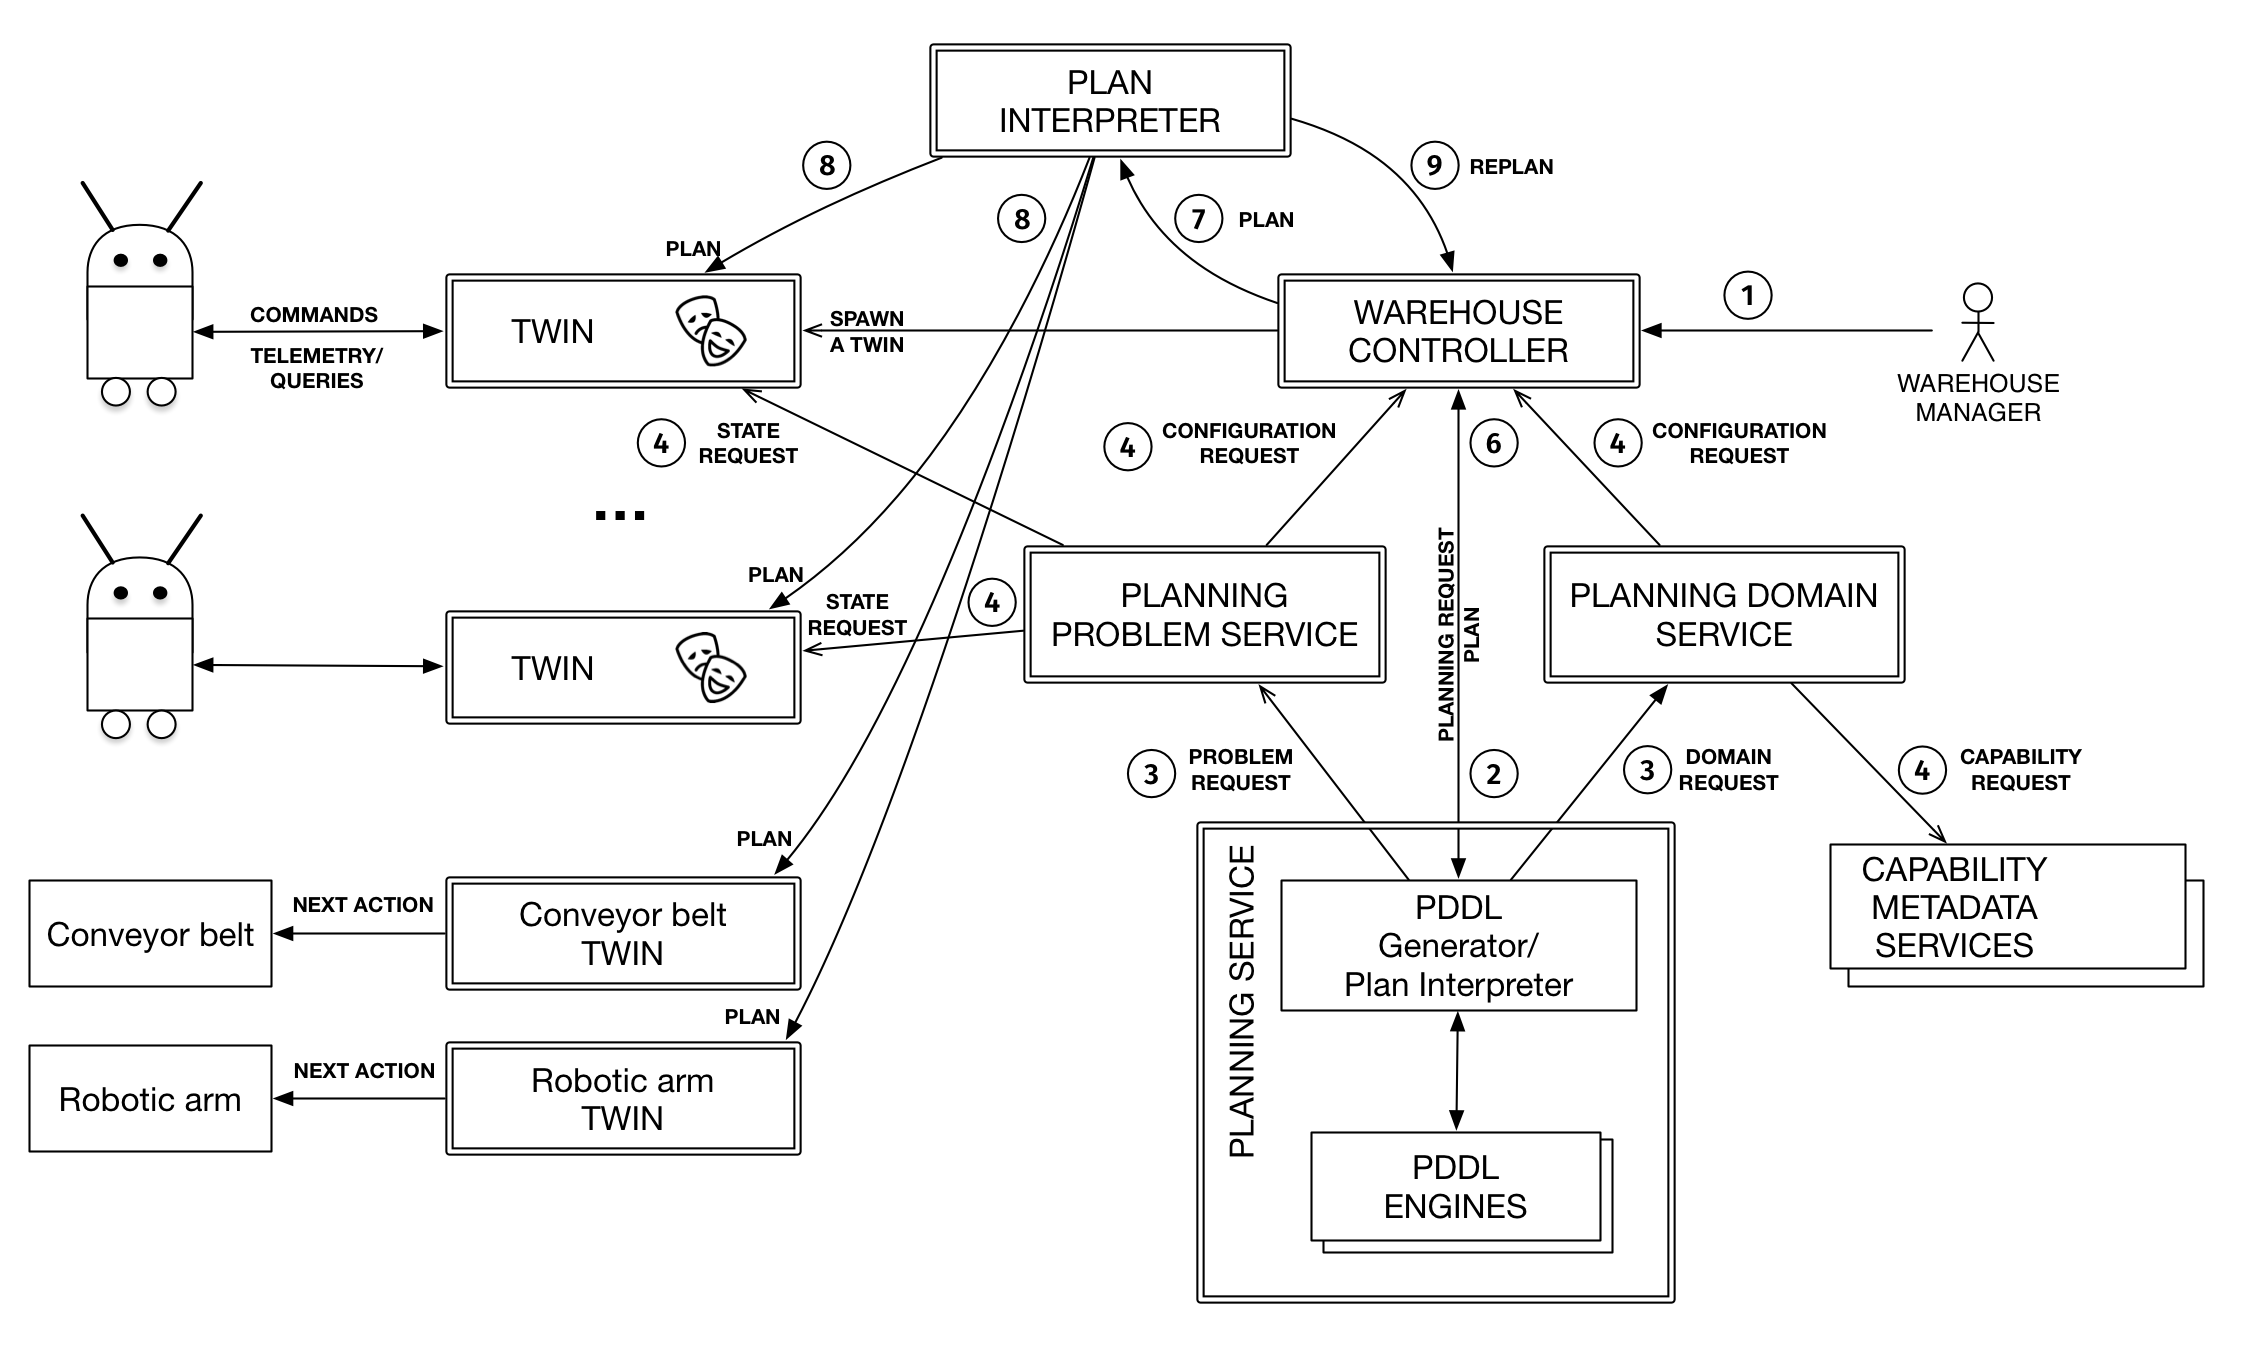 PLAN
INTERPRETER
8
8
9 REPLAN
7 PLAN
PLAN
COMMANDS
TELEMETRY/
QUERIES
TWIN
SPAWN
A TWIN
WAREHOUSE
CONTROLLER
1
WAREHOUSE
MANAGER
4 STATE
REQUEST
4 CONFIGURATION
REQUEST
6
4 CONFIGURATION
REQUEST
...
PLAN
STATE
REQUEST
4
TWIN
PLANNING
PROBLEM SERVICE
PLANNING REQUEST
PLAN
PLANNING DOMAIN
SERVICE
3 PROBLEM
REQUEST
2
3 DOMAIN
REQUEST
4 CAPABILITY
REQUEST
PLAN
Conveyor belt
NEXT ACTION
Conveyor belt
TWIN
PLAN
Robotic arm
NEXT ACTION
Robotic arm
TWIN
PLANNING SERVICE
PDDL
Generator/
Plan Interpreter
PDDL
ENGINES
CAPABILITY
METADATA
SERVICES